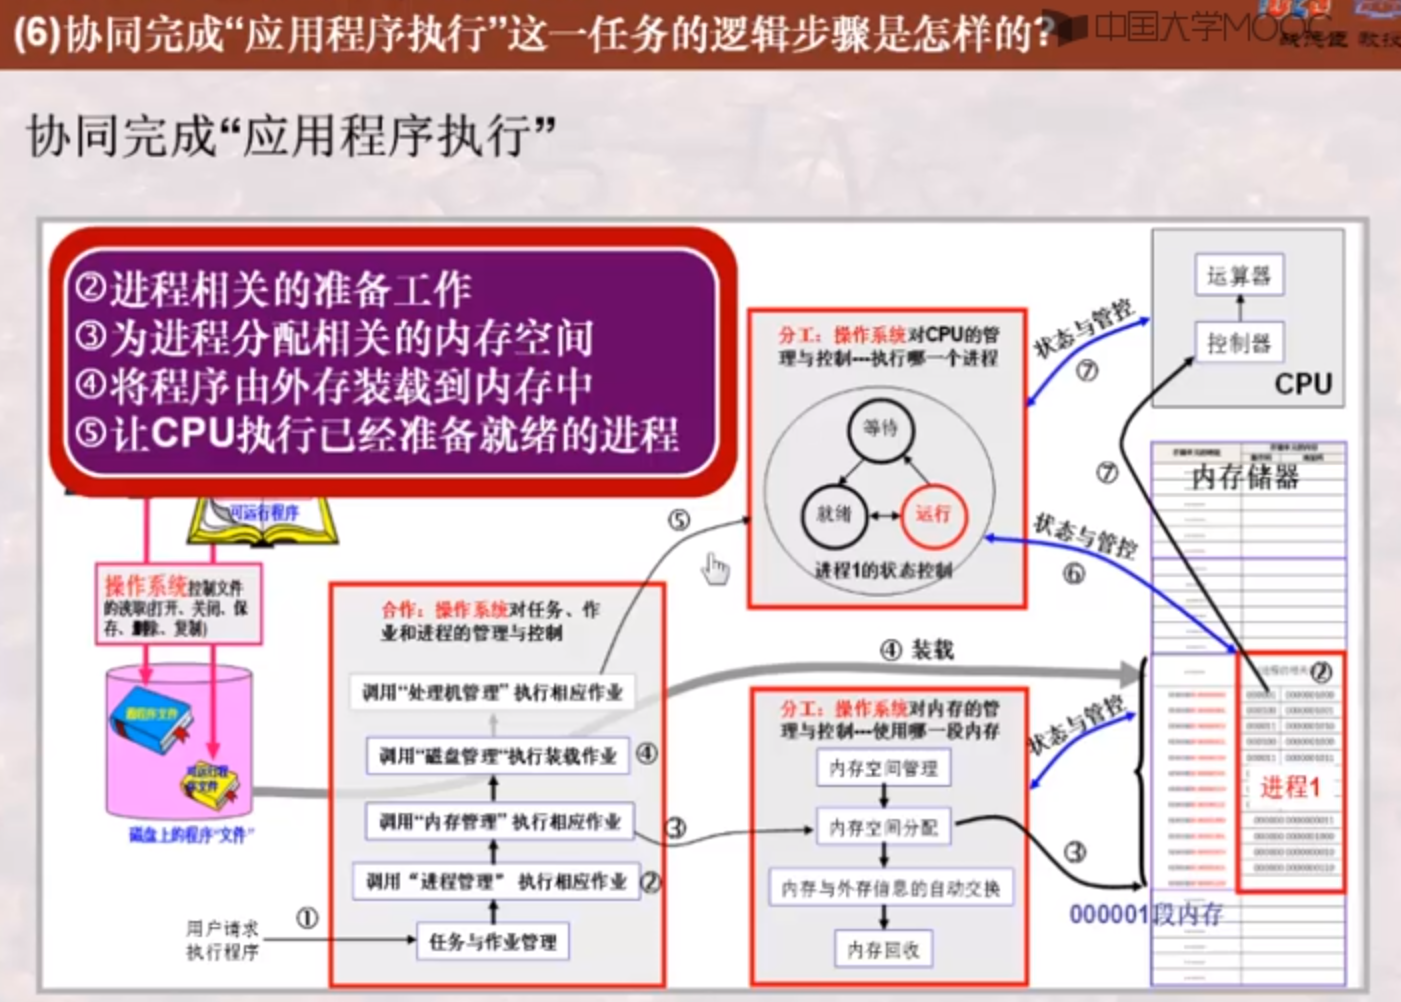 (6)协同完成“应用程序执行”这一任务的逻辑步骤是怎样的?
中国大学MOOC
教授
协同完成“应用程序执行”
②进程相关的准备工作
③为进程分配相关的内存空间
④将程序由外存装载到内存中
⑤让CPU执行已经准备就绪的进程
可运行程序
操作系统控制文件
的读取(打开、关闭、保
存、删除、复制)
源程序文件
可运行程
序文件
磁盘上的程序“文件”
用户请求
执行程序
①
合作：操作系统对任务、作
业和进程的管理与控制
调用“处理机管理”执行相应作业
调用“磁盘管理“执行装载作业
④
调用“内存管理”执行相应作业
③
调用“进程管理” 执行相应作业
②
任务与作业管理
⑤
分工：操作系统对CPU的管
理与控制---执行哪一个进程
等待
就绪
运行
进程1的状态控制
④ 装载
分工：操作系统对内存的管
理与控制---使用哪一段内存
内存空间管理
内存空间分配
内存与外存信息的自动交换
内存回收
状态与管控
⑦
状态与管控
⑥
状态与管控
③
⑦
运算器
控制器
CPU
内存储器
②
进程1
000001段内存